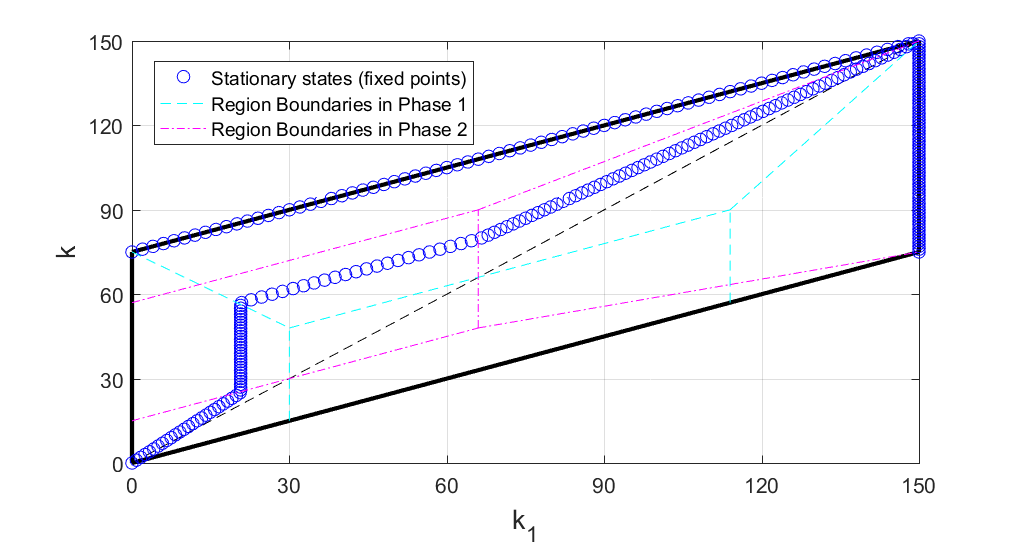 150
120
90
60
30
0
k
Stationary states (fixed points)
Region Boundaries in Phase 1
Region Boundaries in Phase 2
0 30 60 90 120 150
k₁